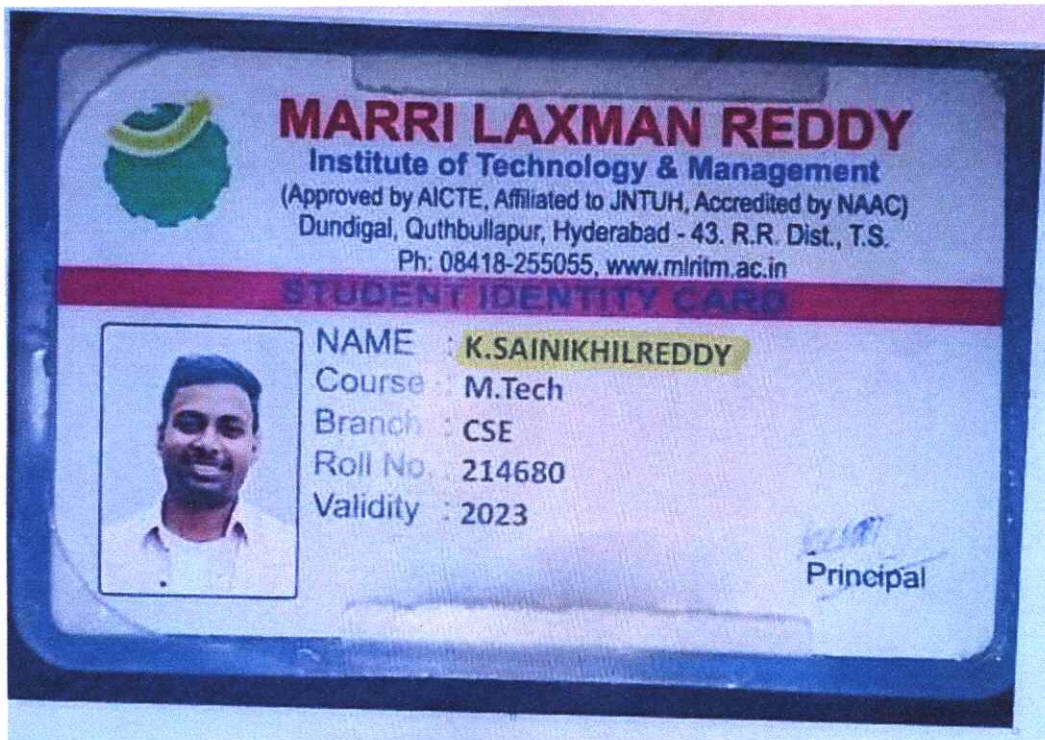 MARRI LAXMAN REDDY
Institute of Technology & Management
(Approved by AICTE, Affiliated to JNTUH, Accredited by NAAC)
Dundigal, Quthbullapur, Hyderabad - 43. R.R. Dist., T.S.
Ph: 08418-255055, www.mlritm.ac.in
STUDENT IDENTITY CARD
NAME : K.SAINIKHILREDDY
Course : M.Tech
Branch : CSE
Roll No. : 214680
Validity : 2023
Principal